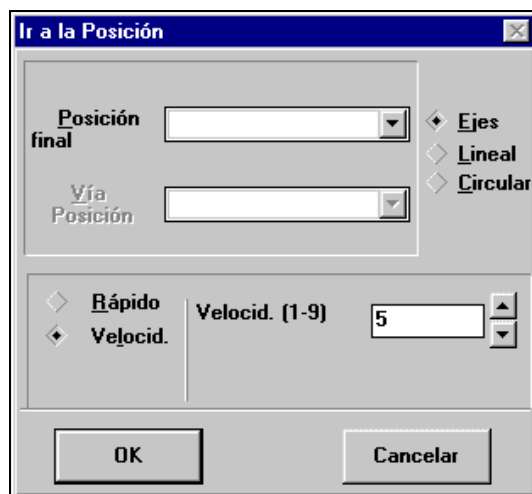 Ir a la Posición
Posición
final
Ejes
Lineal
Circular
Vía
Posición
Rápido
Velocid.
Velocid. (1-9)
5
OK
Cancelar